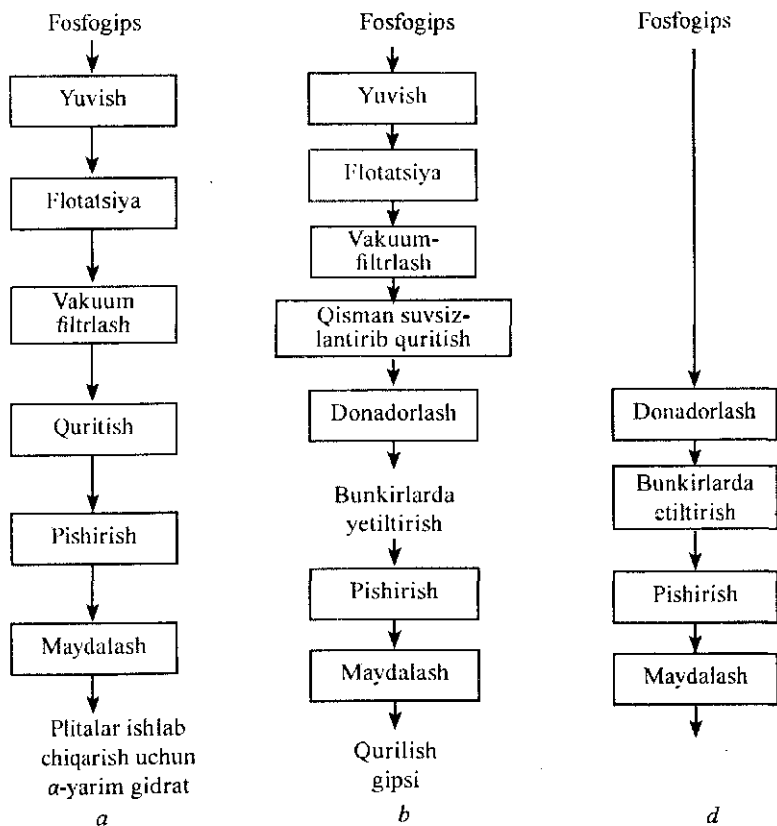 Fosfogips
Yuvish
Flotatsiya
Vakuum
filtrlash
Quritish
Pishirish
Maydalash
Plitalar ishlab
chiqarish uchun
α-yarim gidrat
a
Fosfogips
Yuvish
Flotatsiya
Vakuum-
filtrlash
Qisman suvsiz-
lantirib quritish
Donadorlash
Bunkirlarda
yetiltirish
Pishirish
Maydalash
Qurilish
gipsi
b
Fosfogips
Donadorlash
Bunkirlarda
etiltirish
Pishirish
Maydalash
d